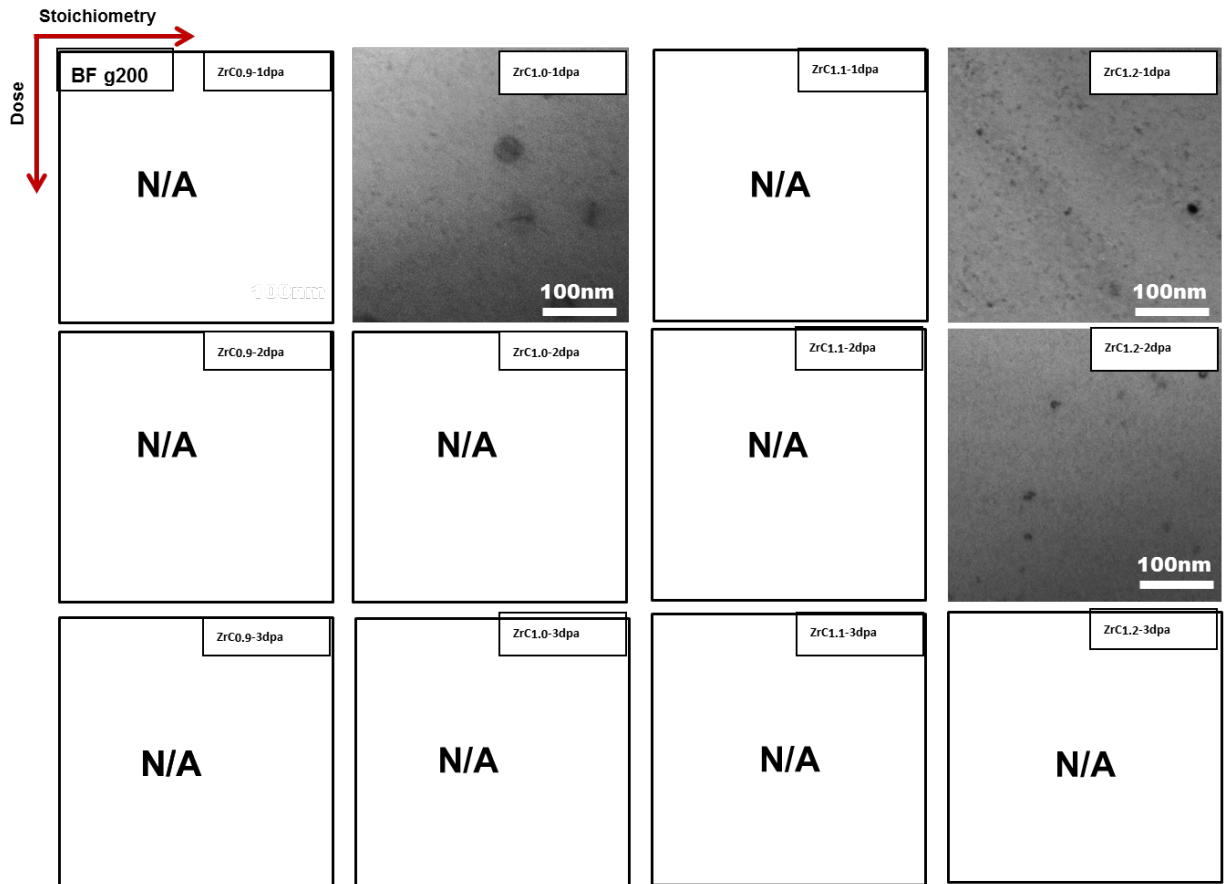 Stoichiometry
Dose
BF g200
ZrC0.9-1dpa
N/A
100nm
ZrC1.0-1dpa
100nm
ZrC1.1-1dpa
N/A
ZrC1.2-1dpa
100nm
ZrC0.9-2dpa
N/A
ZrC1.0-2dpa
N/A
ZrC1.1-2dpa
N/A
ZrC1.2-2dpa
100nm
ZrC0.9-3dpa
N/A
ZrC1.0-3dpa
N/A
ZrC1.1-3dpa
N/A
ZrC1.2-3dpa
N/A